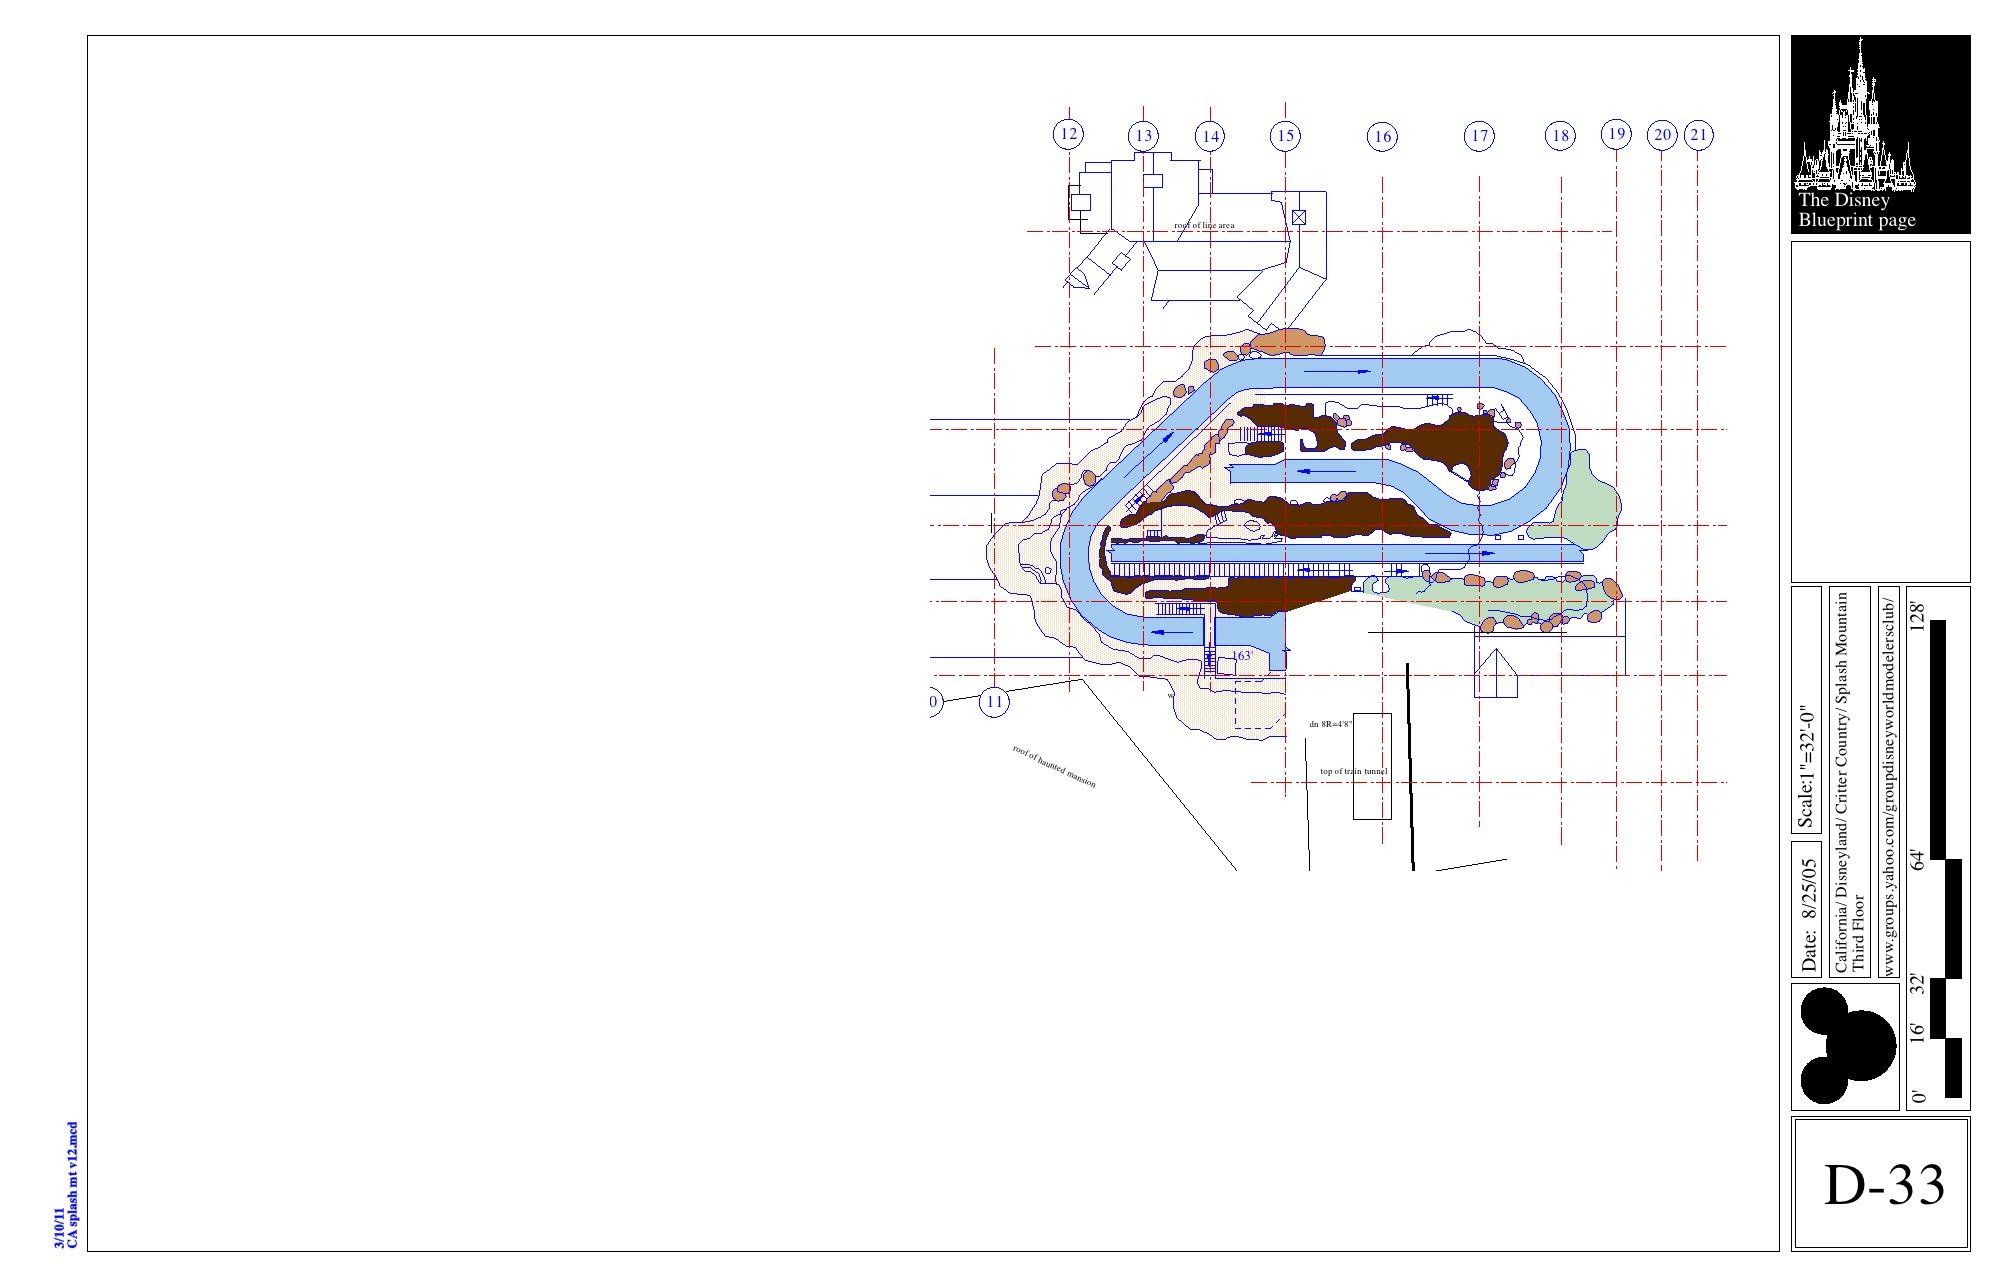 12
13
14
15
16
17
18
19
20
21
roof of line area
163'
0
11
dn 8R=4'8"
top of train tunnel
roof of haunted mansion
w
The Disney
Blueprint page
Scale:1"=32'-0"
Date: 8/25/05
California/ Disneyland/ Critter Country/ Splash Mountain
Third Floor
www.groups.yahoo.com/groupdisneyworldmodelersclub/
128'
64'
32'
16'
0'
D-33
3/10/11
CA splash mt v12.mcd